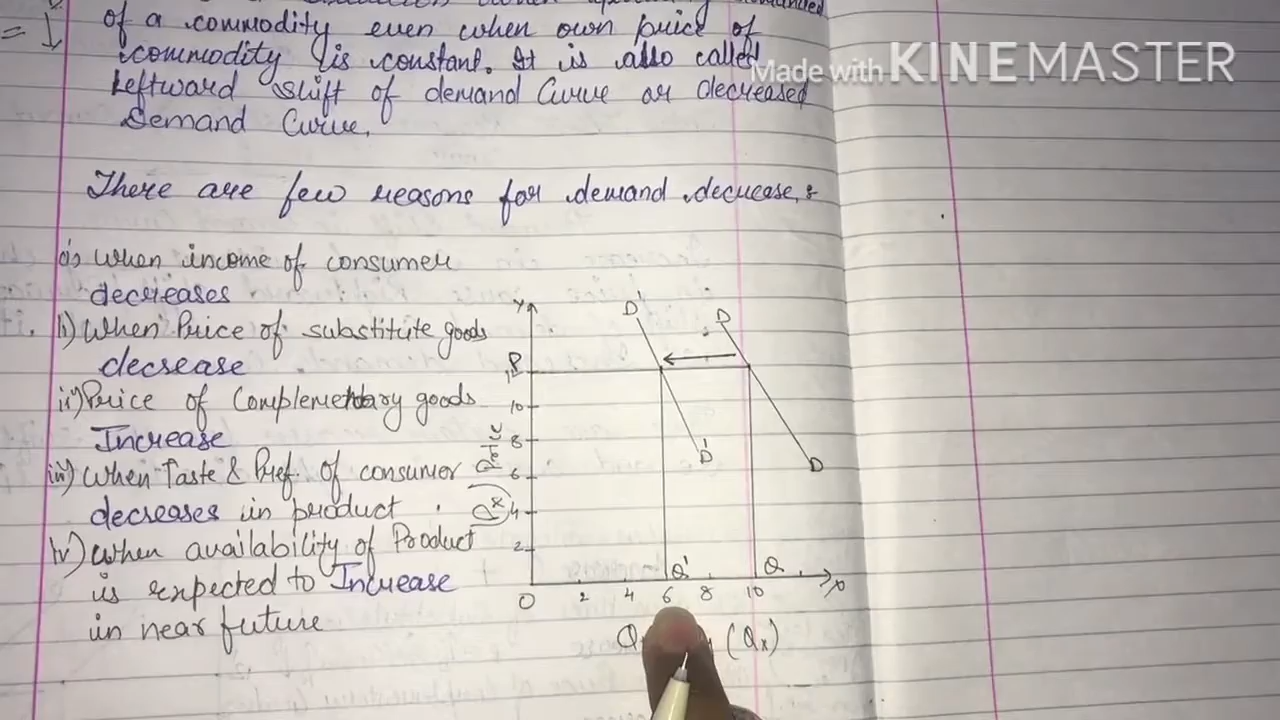 of a commodity even when own price of
= ↓ commodity is constant. It is also called
Leftward shift of demand Curve or decreased
Demand Curve.
Made with KINEMASTER
There are few reasons for demand decrease,
when income of consumer
decreases
i) When Price of substitute goods
decrease.
ii) Price of Complementary goods
Increase
iii) When Taste & Pref. of consumer
decreases in product.
iv) when availability of Product
is expected to Increase
in near future
Y
D' D
P
10
8
6
4
2
D' D
Q' Q
O 2 4 6 8 10
(Qx)